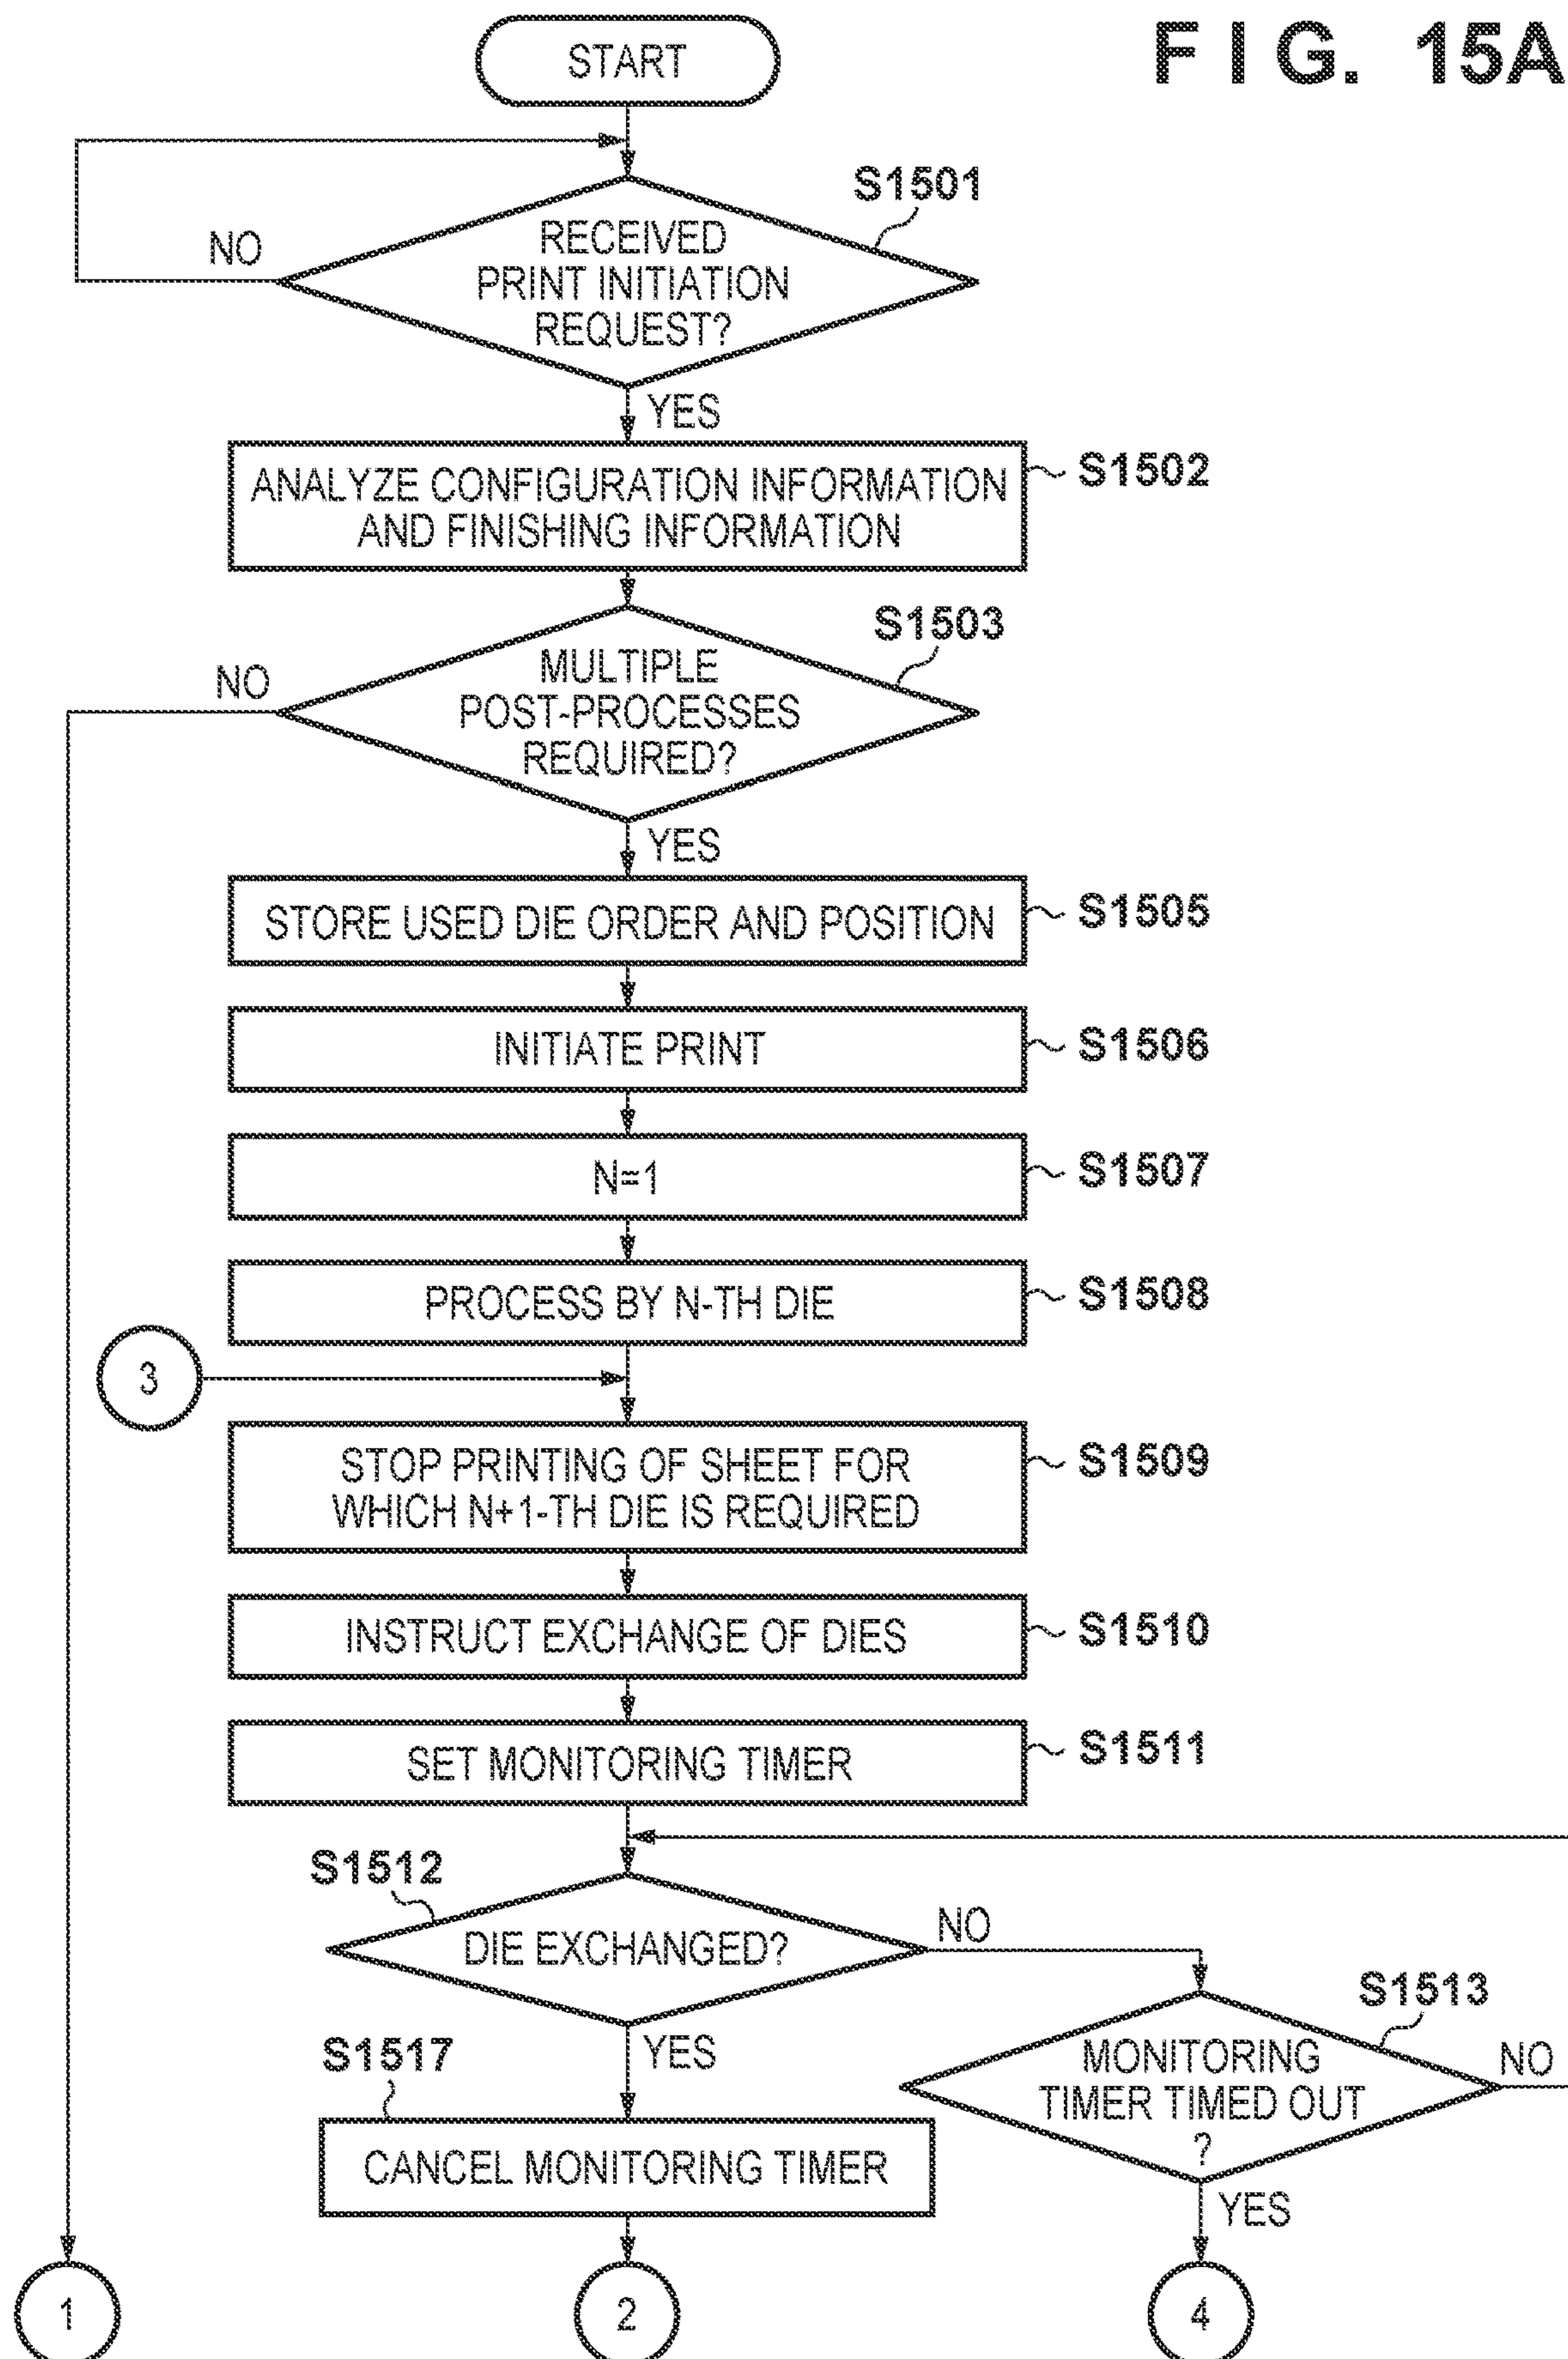 FIG. 15A
START
S1501
NO
RECEIVED
PRINT INITIATION
REQUEST?
YES
ANALYZE CONFIGURATION INFORMATION
AND FINISHING INFORMATION
S1502
S1503
NO
MULTIPLE
POST-PROCESSES
REQUIRED?
YES
STORE USED DIE ORDER AND POSITION
S1505
INITIATE PRINT
S1506
N=1
S1507
PROCESS BY N-TH DIE
S1508
3
STOP PRINTING OF SHEET FOR
WHICH N+1-TH DIE IS REQUIRED
S1509
INSTRUCT EXCHANGE OF DIES
S1510
SET MONITORING TIMER
S1511
S1512
DIE EXCHANGED?
NO
S1513
MONITORING
TIMER TIMED OUT
?
NO
YES
S1517
CANCEL MONITORING TIMER
YES
1
2
4